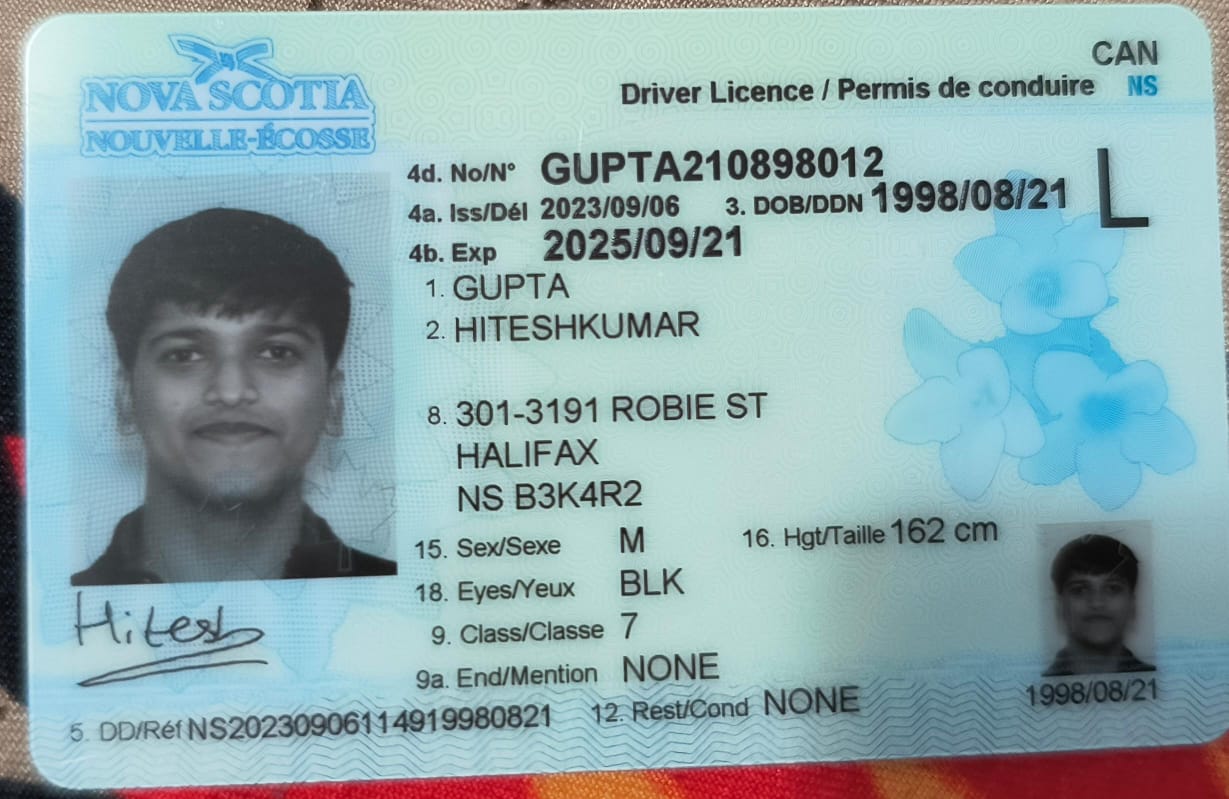 NOVA SCOTIA
NOUVELLE-ÉCOSSE
CAN
Driver Licence / Permis de conduire NS
4d. No/N° GUPTA210898012
L
4a. Iss/Dél 2023/09/06 3. DOB/DDN 1998/08/21
4b. Exp 2025/09/21
1. GUPTA
2. HITESHKUMAR
8. 301-3191 ROBIE ST
HALIFAX
NS B3K4R2
15. Sex/Sexe M 16. Hgt/Taille 162 cm
18. Eyes/Yeux BLK
9. Class/Classe 7
9a. End/Mention NONE
Hitesh
5. DD/Réf NS20230906114919980821 12. Rest/Cond NONE
1998/08/21